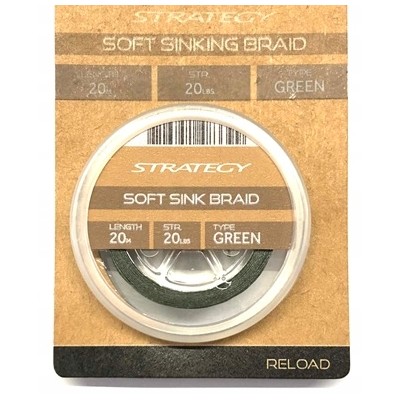 STRATEGY
SOFT SINKING BRAID
LENGTH STR. TYPE
20M 20LBS GREEN
STRATEGY
SOFT SINK BRAID
LENGTH STR. TYPE
20M 20LBS GREEN
RELOAD